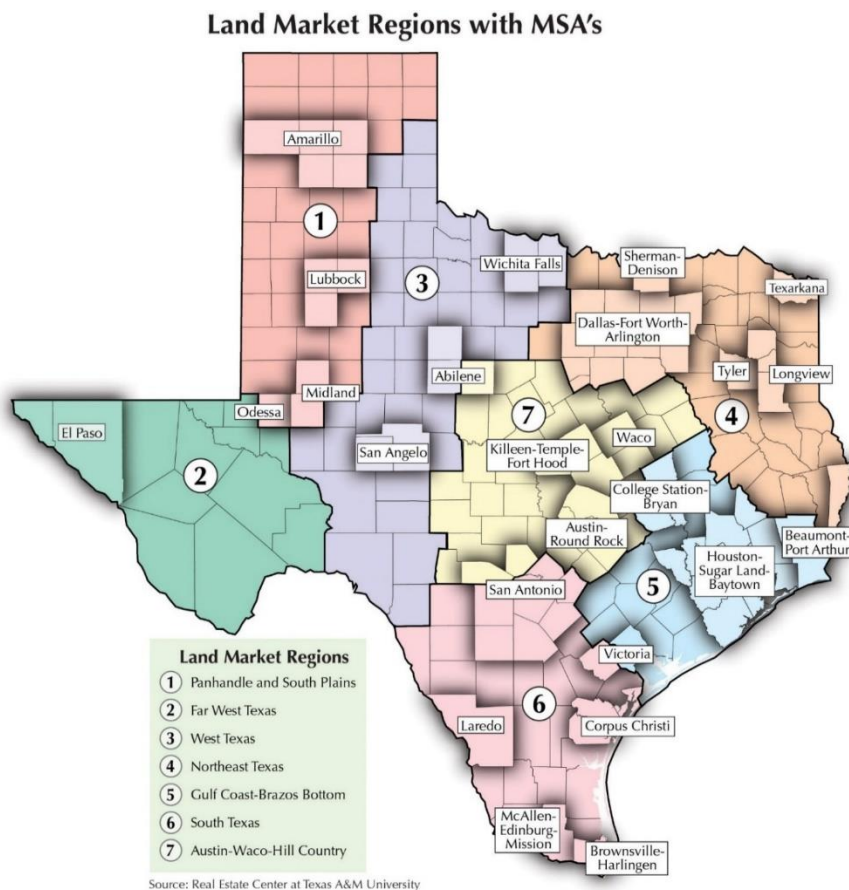 Land Market Regions with MSA's
Amarillo
1
Lubbock
3
Wichita Falls
Sherman-
Denison
Texarkana
Dallas-Fort Worth-
Arlington
Tyler
Longview
4
Abilene
Midland
Odessa
El Paso
2
San Angelo
7
Waco
Killeen-Temple-
Fort Hood
College Station-
Bryan
Austin-
Round Rock
Beaumont-
Port Arthur
Houston-
Sugar Land-
Baytown
5
San Antonio
Victoria
6
Laredo
Corpus Christi
McAllen-
Edinburg-
Mission
Brownsville-
Harlingen
Land Market Regions
1 Panhandle and South Plains
2 Far West Texas
3 West Texas
4 Northeast Texas
5 Gulf Coast-Brazos Bottom
6 South Texas
7 Austin-Waco-Hill Country
Source: Real Estate Center at Texas A&M University